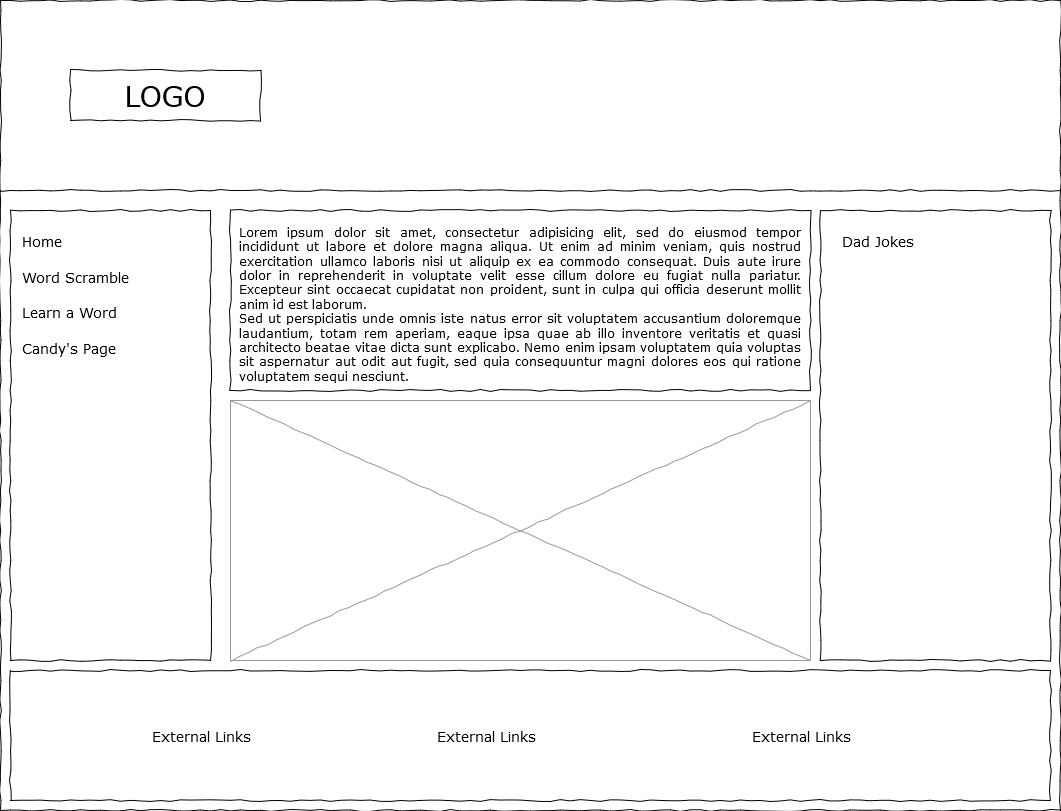 LOGO
Home
Word Scramble
Learn a Word
Candy's Page
Lorem ipsum dolor sit amet, consectetur adipisicing elit, sed do eiusmod tempor
incididunt ut labore et dolore magna aliqua. Ut enim ad minim veniam, quis nostrud
exercitation ullamco laboris nisi ut aliquip ex ea commodo consequat. Duis aute irure
dolor in reprehenderit in voluptate velit esse cillum dolore eu fugiat nulla pariatur.
Excepteur sint occaecat cupidatat non proident, sunt in culpa qui officia deserunt mollit
anim id est laborum.
Sed ut perspiciatis unde omnis iste natus error sit voluptatem accusantium doloremque
laudantium, totam rem aperiam, eaque ipsa quae ab illo inventore veritatis et quasi
architecto beatae vitae dicta sunt explicabo. Nemo enim ipsam voluptatem quia voluptas
sit aspernatur aut odit aut fugit, sed quia consequuntur magni dolores eos qui ratione
voluptatem sequi nesciunt.
Dad Jokes
External Links
External Links
External Links